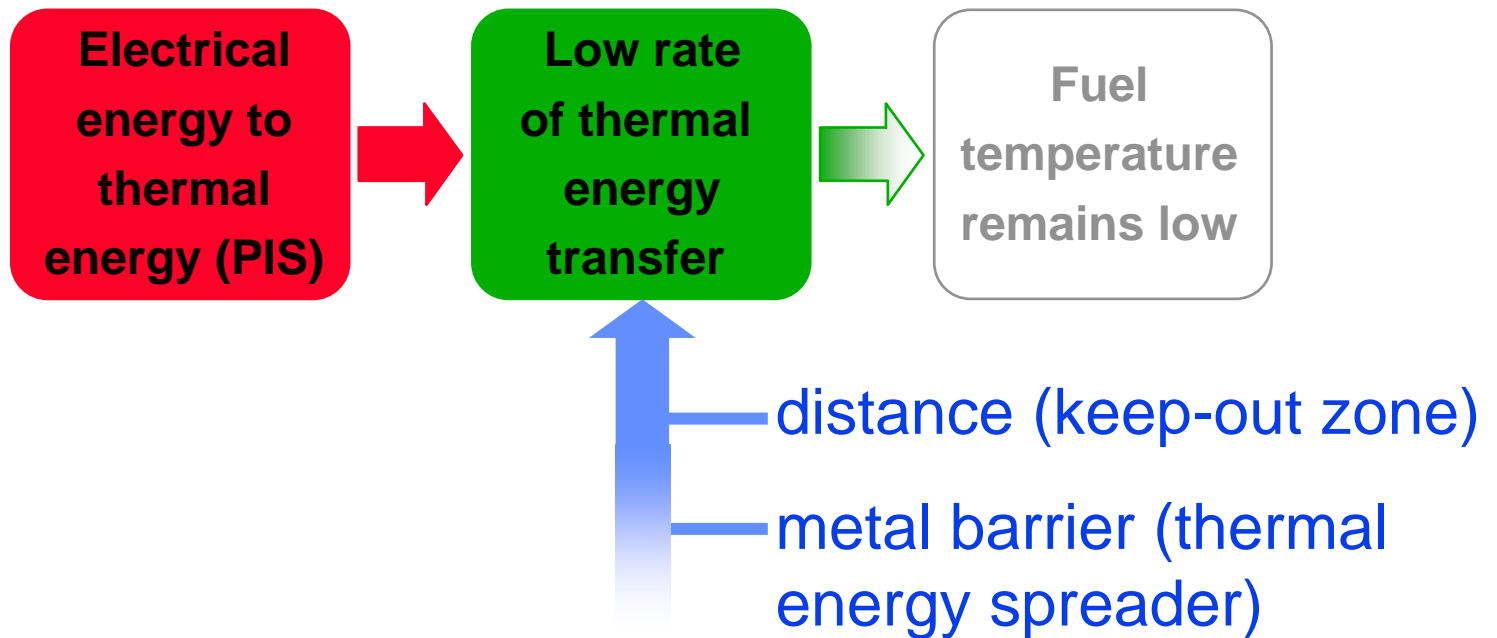 Electrical
energy to
thermal
energy (PIS)
Low rate
of thermal
energy
transfer
Fuel
temperature
remains low
distance (keep-out zone)
metal barrier (thermal
energy spreader)